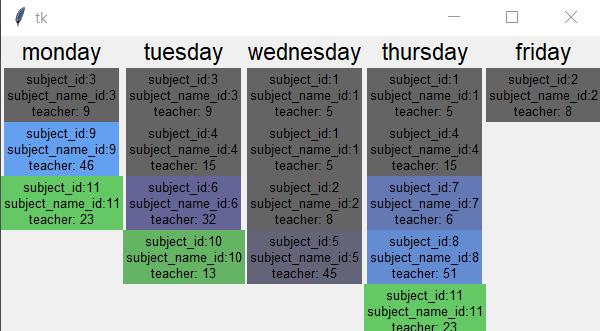 tk
monday
tuesday
wednesday
thursday
friday
subject_id:3
subject_name_id:3
teacher: 9
subject_id:9
subject_name_id:9
teacher: 46
subject_id:11
subject_name_id:11
teacher: 23
subject_id:3
subject_name_id:3
teacher: 9
subject_id:4
subject_name_id:4
teacher: 15
subject_id:6
subject_name_id:6
teacher: 32
subject_id:10
subject_name_id:10
teacher: 13
subject_id:1
subject_name_id:1
teacher: 5
subject_id:1
subject_name_id:1
teacher: 5
subject_id:2
subject_name_id:2
teacher: 8
subject_id:5
subject_name_id:5
teacher: 45
subject_id:1
subject_name_id:1
teacher: 5
subject_id:4
subject_name_id:4
teacher: 15
subject_id:7
subject_name_id:7
teacher: 6
subject_id:8
subject_name_id:8
teacher: 51
subject_id:11
subject_name_id:11
teacher: 23
subject_id:2
subject_name_id:2
teacher: 8